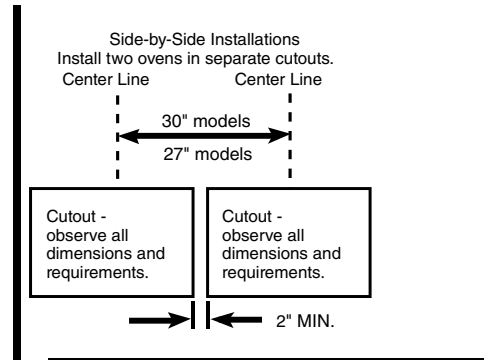 Side-by-Side Installations
Install two ovens in separate cutouts.
Center Line Center Line
30" models
27" models
Cutout -
observe all
dimensions and
requirements.
Cutout -
observe all
dimensions and
requirements.
2" MIN.